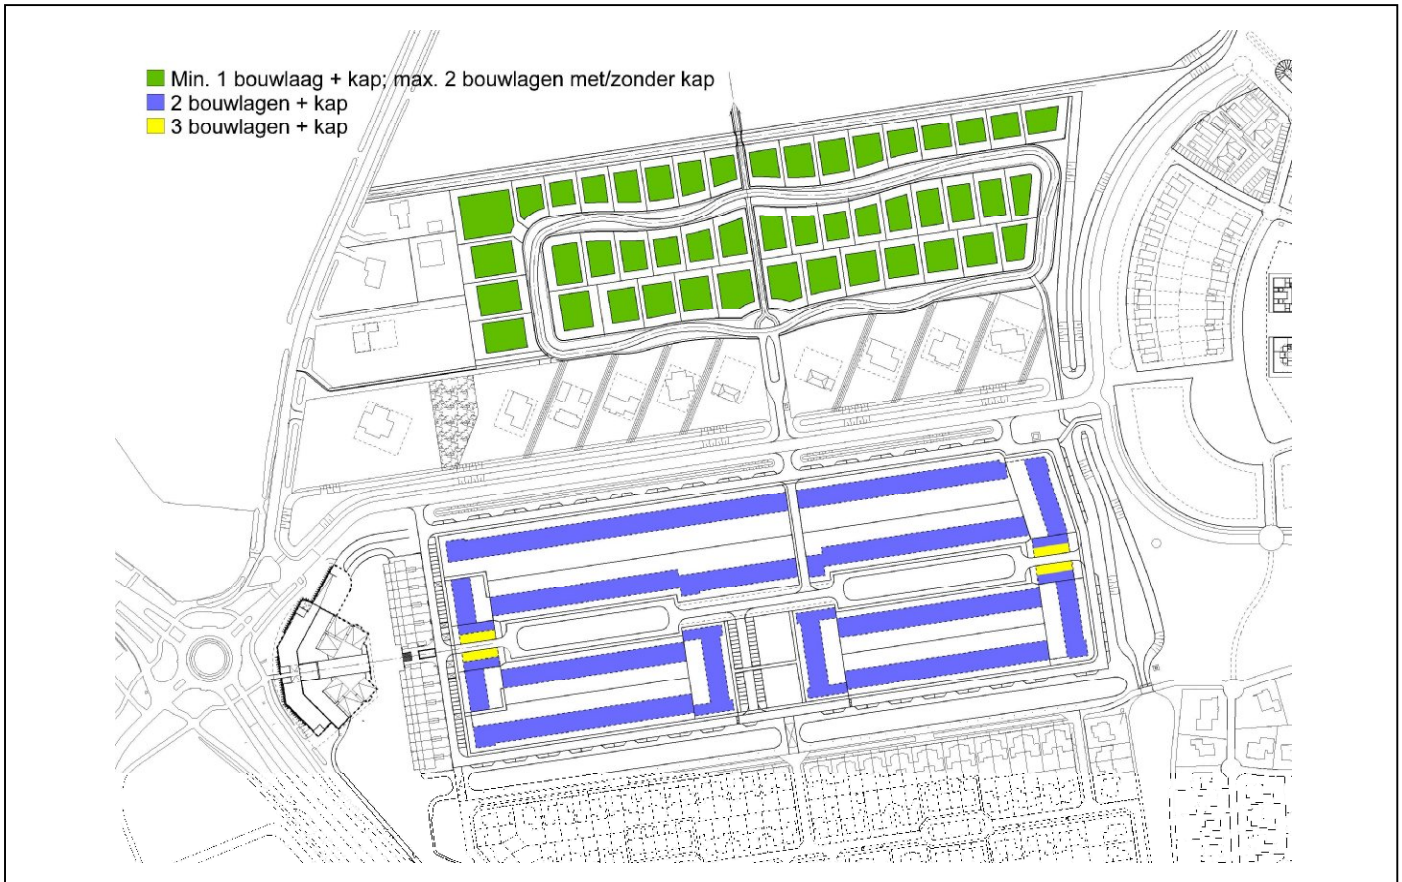 Min. 1 bouwlaag + kap; max. 2 bouwlagen met/zonder kap
2 bouwlagen + kap
3 bouwlagen + kap